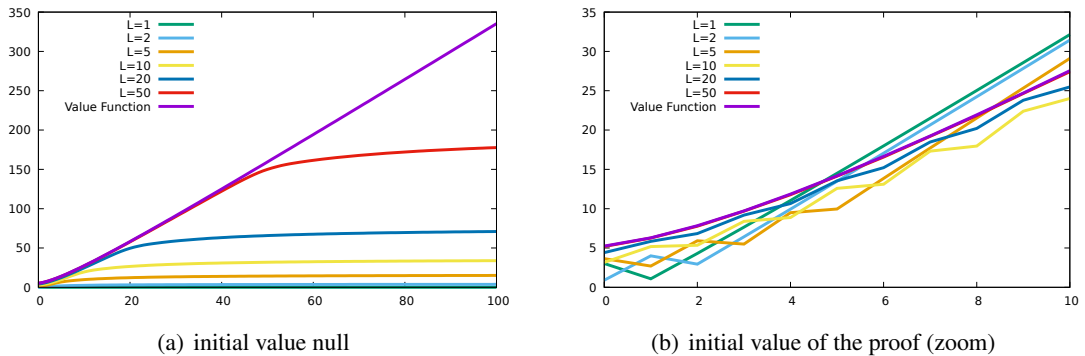 350
300
250
200
150
100
50
0
L=1
L=2
L=5
L=10
L=20
L=50
Value Function
0 20 40 60 80 100
(a) initial value null
35
30
25
20
15
10
5
0
L=1
L=2
L=5
L=10
L=20
L=50
Value Function
0 2 4 6 8 10
(b) initial value of the proof (zoom)